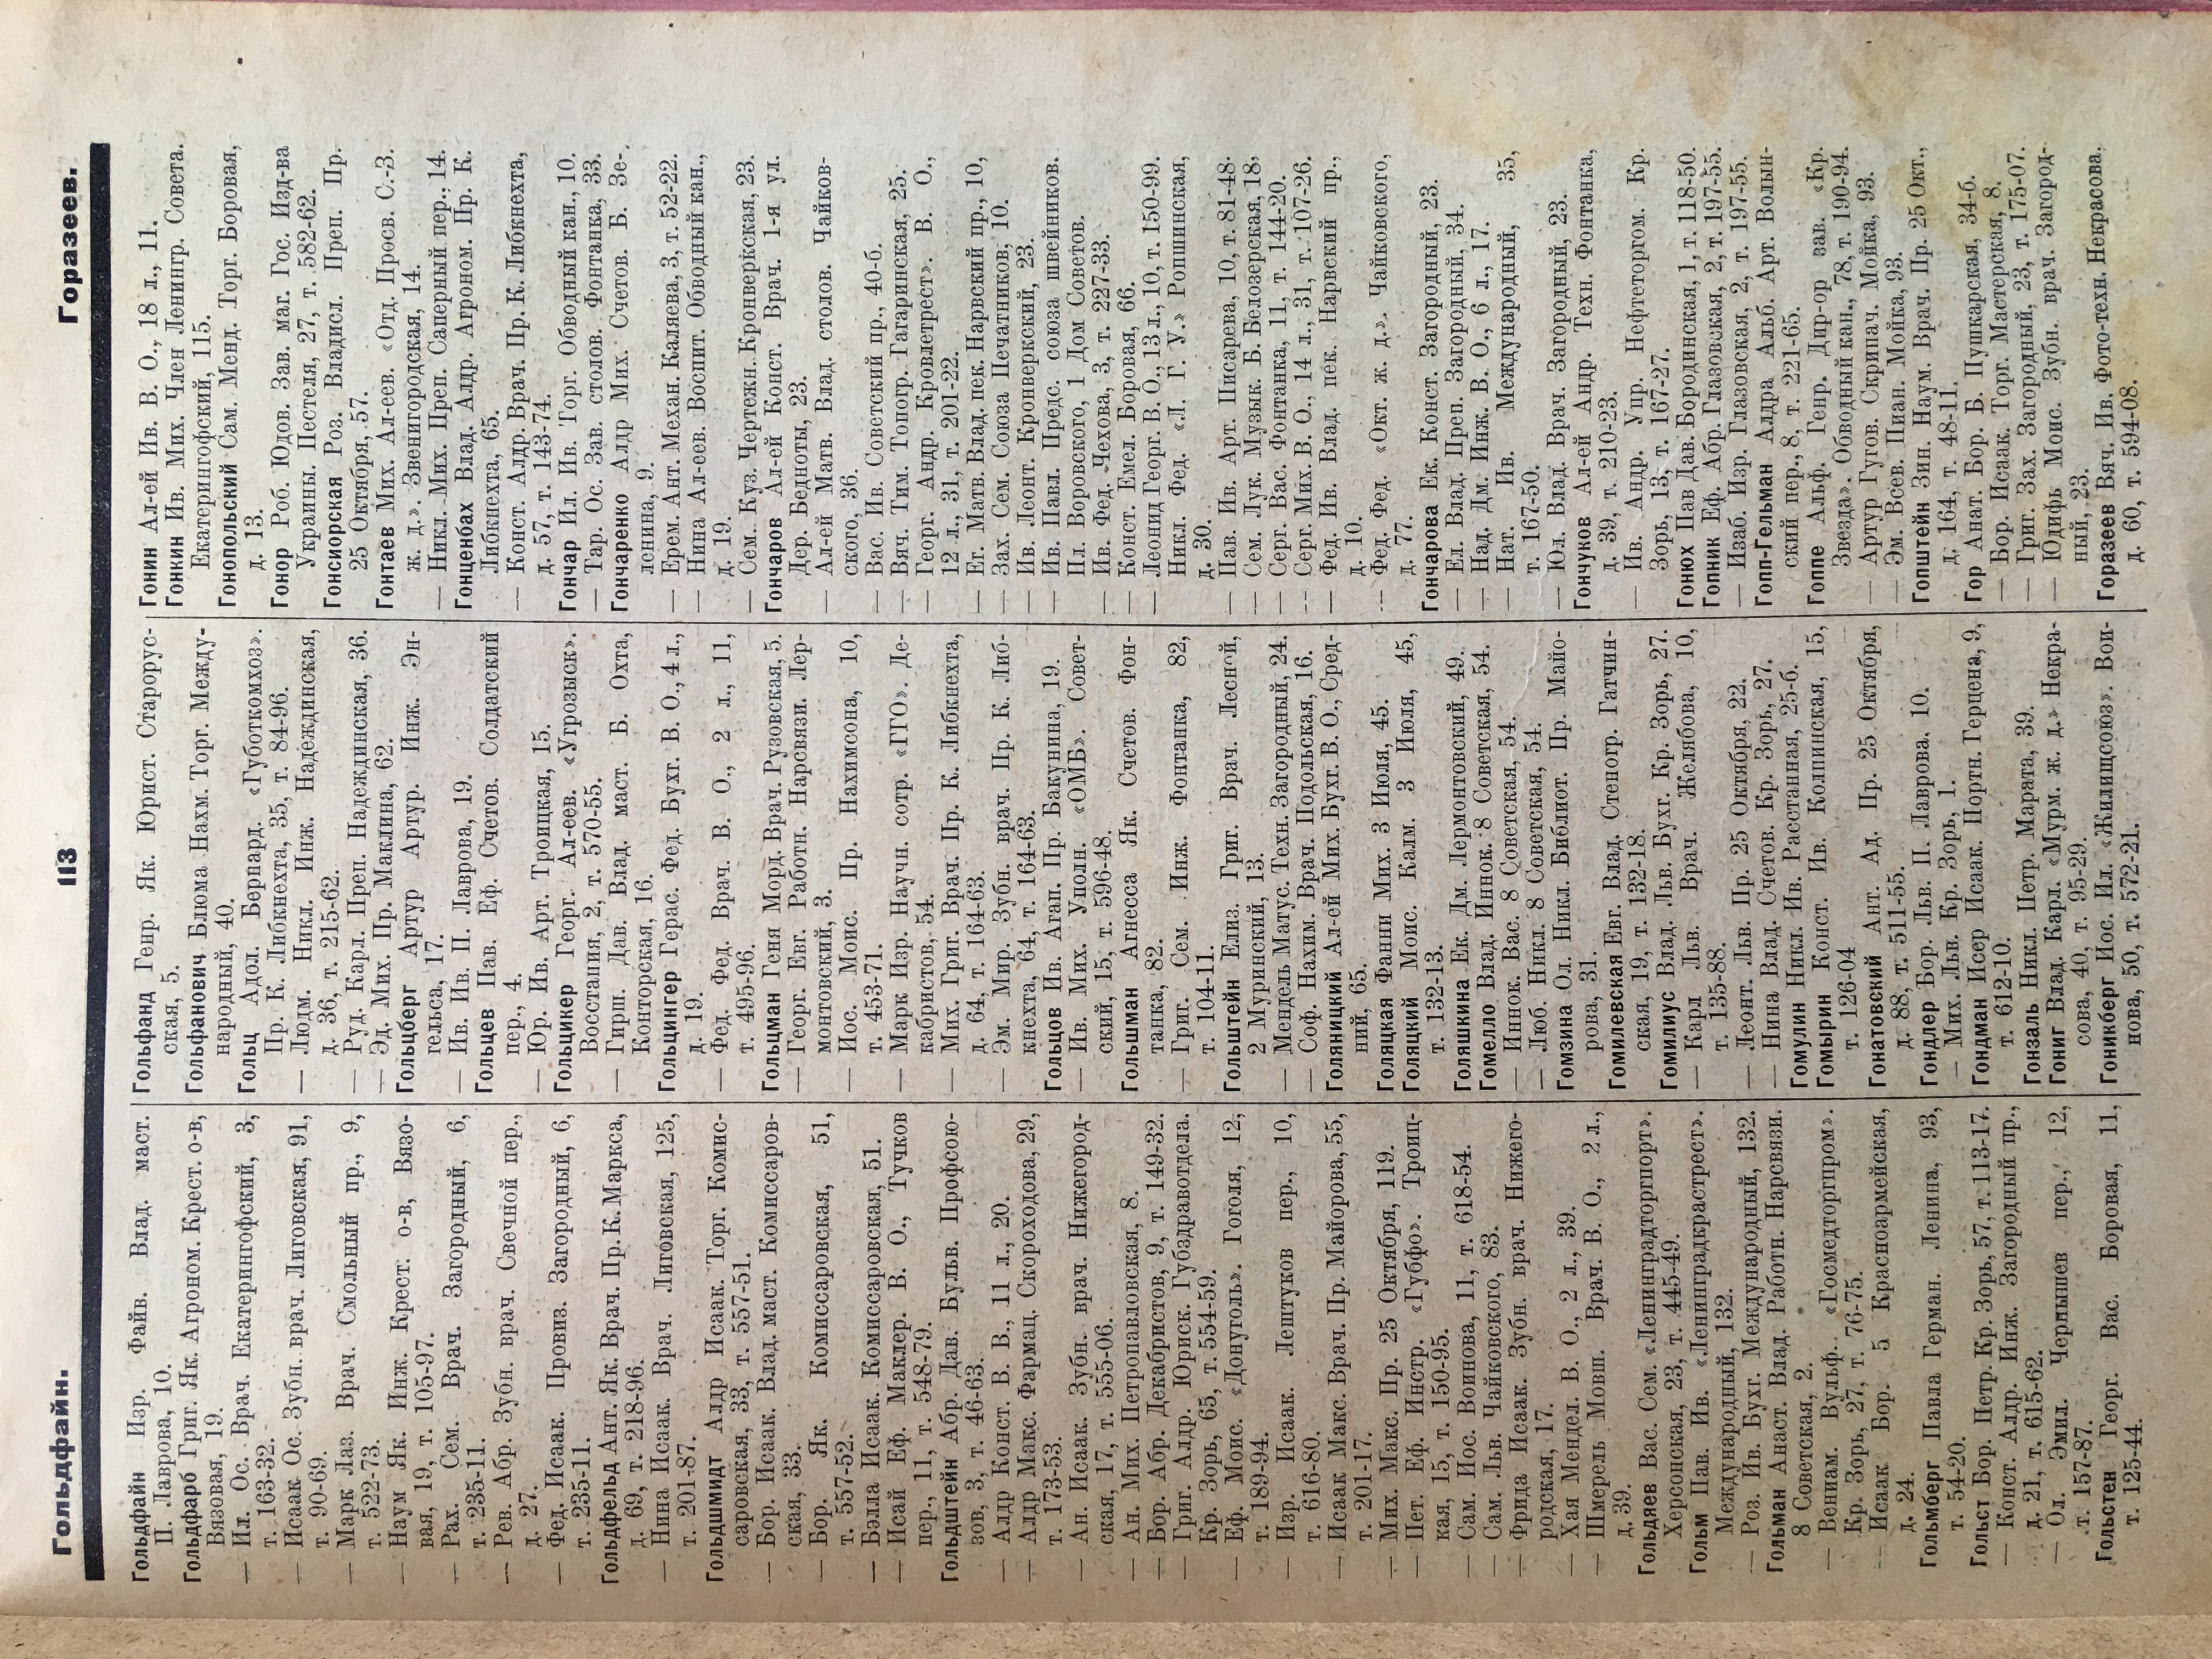 Гольдфайн.
113
Горазеев.
Гольдфайн Изр. Файв. Влад. маст.
П. Лаврова, 10.
Гольдфарб Григ. Як. Агроном. Крест. о-в,
Вязовая, 19.
— Ил. Ос. Врач. Екатерингофский, 3,
т. 163-32.
— Исаак Ос. Зубн. врач. Лиговская, 91,
т. 90-69.
— Марк Лаз. Врач. Смольный пр., 9,
т. 522-73.
— Наум Як. Инж. Крест. о-в, Вязо-
вая, 19, т. 105-97.
— Рах. Сем. Врач. Загородный, 6,
т. 235-11.
— Рев. Абр. Зубн. врач. Свечной пер.,
д. 27.
— Фед. Исаак. Провиз. Загородный, 6,
т. 235-11.
Гольдфельд Ант. Як. Врач. Пр. К. Маркса,
д. 69, т. 218-96.
— Нина Исаак. Врач. Лиговская, 125,
т. 201-87.
Гольдшмидт Алдр Исаак. Торг. Комис-
саровская, 33, т. 557-51.
— Бор. Исаак. Влад. маст. Комиссаров-
ская, 33.
— Бор. Як. Комиссаровская, 51,
т. 557-52.
— Бэлла Исаак. Комиссаровская, 51.
— Исай Еф. Маклер. В. О., Тучков
пер., 11, т. 548-79.
Гольдштейн Абр. Дав. Бульв. Профсою-
зов, 3, т. 46-63.
— Алдр Конст. В. В., 11 л., 20.
— Алдр Макс. Фармац. Скороходова, 29,
т. 173-53.
— Ан. Исаак. Зубн. врач. Нижегород-
ская, 17, т. 555-06.
— Ан. Мих. Петропавловская, 8.
— Бор. Абр. Декабристов, 9, т. 149-32.
— Григ. Алдр. Юриск. Губздравотдела.
Кр. Зорь, 65, т. 554-59.
— Еф. Моис. «Донуголь». Гоголя, 12,
т. 189-94.
— Изр. Исаак. Лештуков пер., 10,
т. 616-80.
— Исаак Макс. Врач. Пр. Майорова, 55,
т. 201-17.
— Мих. Макс. Пр. 25 Октября, 119.
— Пет. Еф. Инстр. «Губфо». Троиц-
кая, 15, т. 150-95.
— Сам. Иос. Воинова, 11, т. 618-54.
— Сам. Льв. Чайковского, 83.
— Фрида Исаак. Зубн. врач. Нижего-
родская, 17.
— Хая Мендел. В. О., 2 л., 39.
— Шмерель Мовш. Врач. В. О., 2 л.,
д. 39.
Гольдяев Вас. Сем. «Ленинградторгпорт».
Херсонская, 23, т. 445-49.
Гольм Пав. Ив. «Ленинградкрастрест».
Международный, 132.
— Роз. Ив. Бухг. Международный, 132.
Гольман Анаст. Влад. Работн. Нарсвязи.
8 Советская, 2.
— Вениам. Вульф. «Госмедторгпром».
Кр. Зорь, 27, т. 76-75.
— Исаак Бор. 5 Красноармейская,
д. 24.
Гольмберг Павла Герман. Ленина, 93,
т. 54-20.
Гольст Бор. Петр. Кр. Зорь, 57, т. 113-17.
— Конст. Алдр. Инж. Загородный пр.,
д. 21, т. 615-62.
— Ол. Эмил. Чернышев пер., 12,
т. 157-87.
Гольстен Георг. Вас. Боровая, 11,
т. 125-44.
Гольфанд Генр. Як. Юрист. Старорус-
ская, 5.
Гольфанович Блюма Нахм. Торг. Между-
народный, 40.
Гольц Адол. Бернард. «Губоткомхоз».
Пр. К. Либкнехта, 35, т. 84-96.
— Людм. Никл. Инж. Надеждинская,
д. 36, т. 215-62.
— Руд. Карл. Преп. Надеждинская, 36.
— Эд. Мих. Пр. Маклина, 62.
Гольцберг Артур Артур. Инж. Эн-
гельса, 17.
— Ив. Ив. П. Лаврова, 19.
Гольцев Пав. Еф. Счетов. Солдатский
пер., 4.
— Юр. Ив. Арт. Троицкая, 15.
Гольцикер Георг. Ал-еев. «Угрозыск».
Восстания, 2, т. 570-55.
— Гирш. Дав. Влад. маст. Б. Охта,
Конторская, 16.
Гольцингер Герас. Фед. Бухг. В. О., 4 л.,
д. 19.
— Фед. Фед. Врач. В. О., 2 л., 11,
т. 495-96.
Гольцман Геня Морд. Врач. Рузовская, 5.
— Георг. Евг. Работн. Нарсвязи. Лер-
монтовский, 3.
— Иос. Моис. Пр. Нахимсона, 10,
т. 453-71.
— Марк Изр. Научн. сотр. «ГГО». Де-
кабристов, 54.
— Мих. Григ. Врач. Пр. К. Либкнехта,
д. 64, т. 164-63.
— Эм. Мир. Зубн. врач. Пр. К. Либ-
кнехта, 64, т. 164-63.
Гольцов Ив. Агап. Пр. Бакунина, 19.
— Ив. Мих. Уполн. «ОМБ». Совет-
ский, 15, т. 596-48.
Гольшман Агнесса Як. Счетов. Фон-
танка, 82.
— Григ. Сем. Инж. Фонтанка, 82,
т. 104-11.
Гольштейн Елиз. Григ. Врач. Лесной,
2 Муринский, 13.
— Мендель Матус. Техн. Загородный, 24.
— Соф. Нахим. Врач. Подольская, 16.
Голяницкий Ал-ей Мих. Бухг. В. О., Сред-
ний, 65.
Голяцкая Фанни Мих. 3 Июля, 45.
Голяцкий Моис. Калм. 3 Июля, 45,
т. 132-13.
Голяшкина Ек. Дм. Лермонтовский, 49.
Гомелло Влад. Иннок. 8 Советская, 54.
— Иннок. Вас. 8 Советская, 54.
— Люб. Никл. 8 Советская, 54.
Гомзина Ол. Никл. Библиот. Пр. Майо-
рова, 31.
Гомилевская Евг. Влад. Стеногр. Гатчин-
ская, 19, т. 132-18.
Гомилиус Влад. Льв. Бухг. Кр. Зорь, 27.
— Карл Льв. Врач. Желябова, 10,
т. 135-88.
— Леонт. Льв. Пр. 25 Октября, 22.
— Нина Влад. Счетов. Кр. Зорь, 27.
Гомулин Никл. Ив. Расстанная, 25-б.
Гомырин Конст. Ив. Колпинская, 15,
т. 126-04
Гонатовский Ант. Ад. Пр. 25 Октября,
д. 88, т. 511-55.
Гондлер Бор. Льв. П. Лаврова, 10.
— Мих. Льв. Кр. Зорь, 1.
Гондман Исер Исаак. Портн. Герцена, 9,
т. 612-10.
Гонзаль Никл. Петр. Марата, 39.
Гониг Влад. Карл. «Мурм. ж. д.» Некра-
сова, 40, т. 95-29.
Гоникберг Иос. Ил. «Жилищсоюз». Вои-
нова, 50, т. 572-21.
Гонин Ал-ей Ив. В. О., 18 л., 11.
Гонкин Ив. Мих. Член Ленингр. Совета.
Екатерингофский, 115.
Гонопольский Сам. Менд. Торг. Боровая,
д. 13.
Гонор Роб. Юдов. Зав. маг. Гос. Изд-ва
Украины. Пестеля, 27, т. 582-62.
Гонсиорская Роз. Владисл. Преп. Пр.
25 Октября, 57.
Гонтаев Мих. Ал-еев. «Отд. Просв. С.-З.
ж. д.». Звенигородская, 14.
— Никл. Мих. Преп. Саперный пер., 14.
Гонценбах Влад. Алдр. Агроном. Пр. К.
Либкнехта, 65.
— Конст. Алдр. Врач. Пр. К. Либкнехта,
д. 57, т. 143-74.
Гончар Ил. Ив. Торг. Обводный кан., 10.
— Тар. Ос. Зав. столов. Фонтанка, 33.
Гончаренко Алдр Мих. Счетов. Б. Зе-
ленина, 9.
— Ерем. Ант. Механ. Каляева, 3, т. 52-22.
— Нина Ал-еев. Воспит. Обводный кан.,
д. 19.
— Сем. Куз. Чертежн. Кронверкская, 23.
Гончаров Ал-ей Конст. Врач. 1-я ул.
Дер. Бедноты, 23.
— Ал-ей Матв. Влад. столов. Чайков-
ского, 36.
— Вас. Ив. Советский пр., 40-б.
— Вяч. Тим. Топогр. Гагаринская, 25.
— Георг. Андр. Кровлетрест». В. О.,
12 л., 31, т. 201-22.
— Ег. Матв. Влад. пек. Нарвский пр., 10,
— Зах. Сем. Союза Печатников, 10.
— Ив. Леонт. Кронверкский, 23.
— Ив. Павл. Предс. союза швейников.
Пл. Воровского, 1 Дом Советов.
— Ив. Фед. Чехова, 3, т. 227-33.
— Конст. Емел. Боровая, 66.
— Леонид Георг. В. О., 13 л., 10, т. 150-99.
Никл. Фед. «Л. Г. У.» Ропшинская,
д. 30.
— Пав. Ив. Арт. Писарева, 10, т. 81-48.
— Сем. Лук. Музык. Б. Белозерская, 18,
— Серг. Вас. Фонтанка, 11, т. 144-20.
— Серг. Мих. В. О., 14 л., 31, т. 107-26.
— Фед. Ив. Влад. пек. Нарвский пр.,
д. 10.
— Фед. Фед. «Окт. ж. д.». Чайковского,
д. 77.
Гончарова Ек. Конст. Загородный, 23.
— Ел. Влад. Преп. Загородный, 34.
— Над. Дм. Инж. В. О., 6 л., 17.
— Нат. Ив. Международный, 35,
т. 167-50.
— Юл. Влад. Врач. Загородный, 23.
Гончуков Ал-ей Андр. Техн. Фонтанка,
д. 39, т. 210-23.
— Ив. Андр. Упр. Нефтеторгом. Кр.
Зорь, 13, т. 167-27.
Гонюх Пав Дав. Бородинская, 1, т. 118-50.
Гопник Еф. Абр. Глазовская, 2, т. 197-55.
— Изаб. Изр. Глазовская, 2, т. 197-55.
Гопп-Гельман Алдра Альб. Арт. Волын-
ский пер., 8, т. 221-65.
Гоппе Альф. Генр. Дир-ор зав. «Кр.
Звезда». Обводный кан., 78, т. 190-94.
— Артур Гугов. Скрипач. Мойка, 93.
— Эм. Всев. Пиан. Мойка, 93.
Гопштейн Зин. Наум. Врач. Пр. 25 Окт.,
д. 164, т. 48-11.
Гор Анат. Бор. Б. Пушкарская, 34-б.
— Бор. Исаак. Торг. Мастерская, 8.
— Григ. Зах. Загородный, 23, т. 175-07.
— Юдифь Моис. Зубн. врач. Загород-
ный, 23.
Горазеев Вяч. Ив. Фото-техн. Некрасова.
д. 60, т. 594-08.